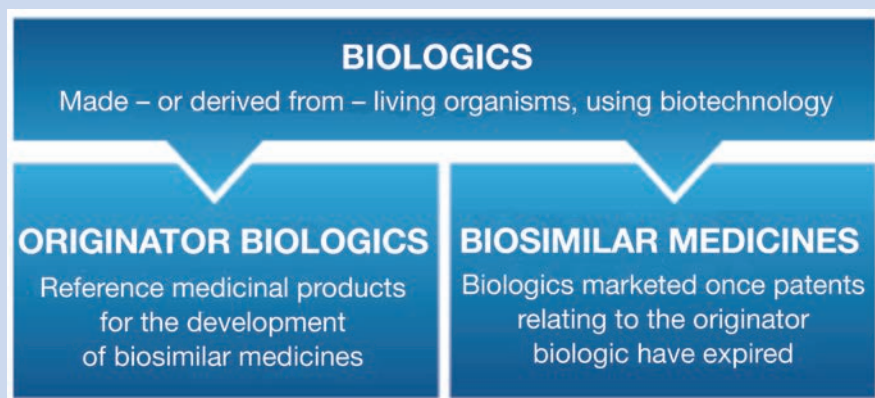 BIOLOGICS
Made – or derived from – living organisms, using biotechnology
ORIGINATOR BIOLOGICS
Reference medicinal products
for the development
of biosimilar medicines
BIOSIMILAR MEDICINES
Biologics marketed once patents
relating to the originator
biologic have expired